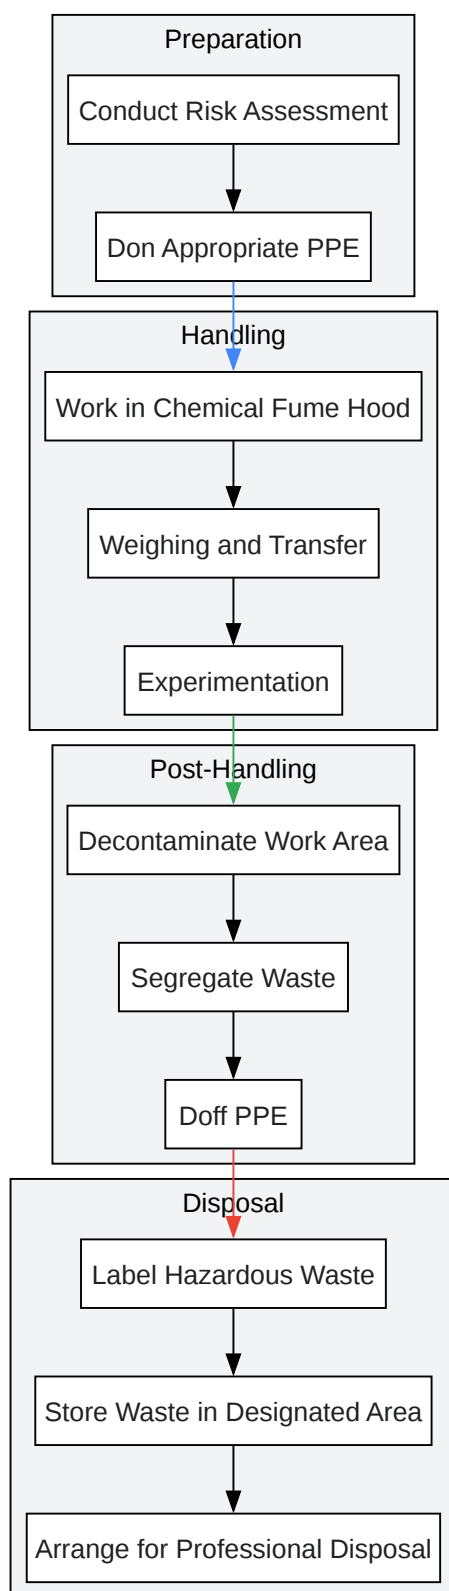 Preparation
Conduct Risk Assessment
Don Appropriate PPE
Handling
Work in Chemical Fume Hood
Weighing and Transfer
Experimentation
Post-Handling
Decontaminate Work Area
Segregate Waste
Doff PPE
Disposal
Label Hazardous Waste
Store Waste in Designated Area
Arrange for Professional Disposal